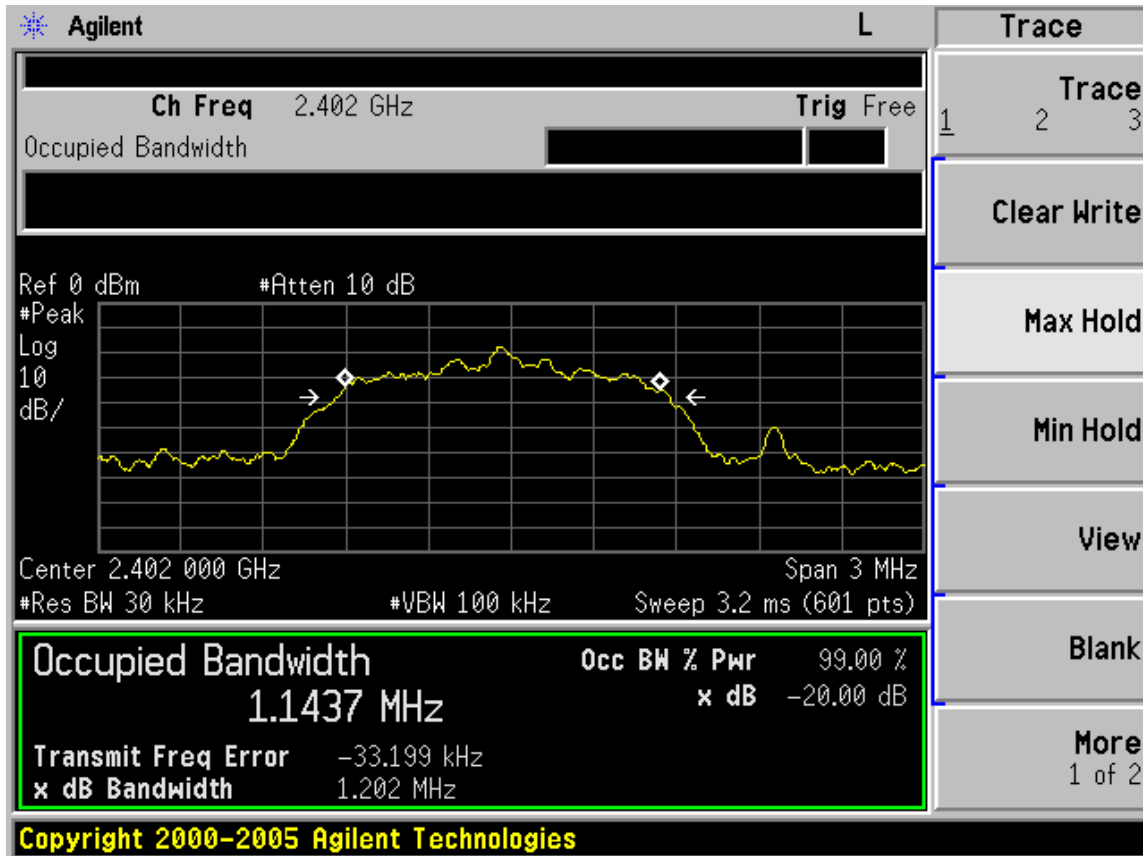 Agilent L Trace
Ch Freq 2.402 GHz Trig Free
Occupied Bandwidth
Ref 0 dBm #Atten 10 dB
#Peak
Log
10
dB/
Center 2.402 000 GHz Span 3 MHz
#Res BW 30 kHz #VBW 100 kHz Sweep 3.2 ms (601 pts)
Occupied Bandwidth Occ BW % Pwr 99.00 %
1.1437 MHz x dB -20.00 dB
Transmit Freq Error -33.199 kHz
x dB Bandwidth 1.202 MHz
Copyright 2000-2005 Agilent Technologies
Trace
1 2 3
Clear Write
Max Hold
Min Hold
View
Blank
More
1 of 2